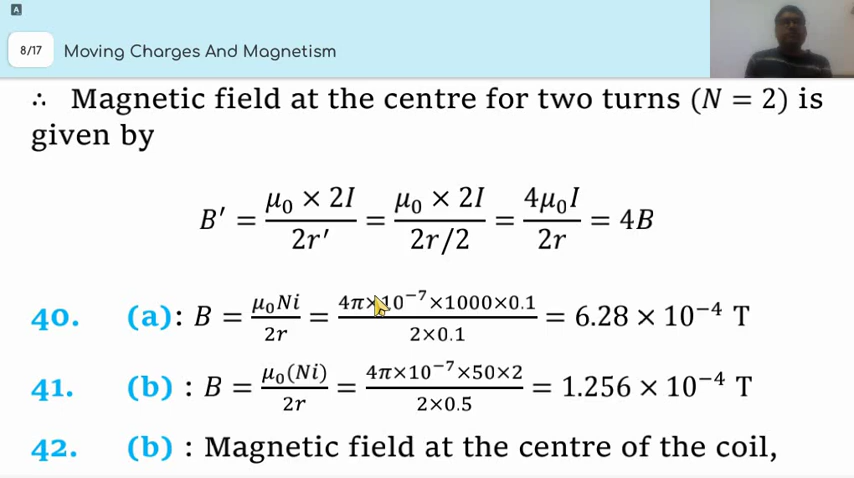 A
8/17 Moving Charges And Magnetism
∴ Magnetic field at the centre for two turns (N = 2) is
given by
B′ = μ₀ × 2I / 2r′ = μ₀ × 2I / 2r/2 = 4μ₀I / 2r = 4B
40. (a): B = μ₀Ni / 2r = 4π×10⁻⁷×1000×0.1 / 2×0.1 = 6.28 × 10⁻⁴ T
41. (b) : B = μ₀(Ni) / 2r = 4π×10⁻⁷×50×2 / 2×0.5 = 1.256 × 10⁻⁴ T
42. (b) : Magnetic field at the centre of the coil,